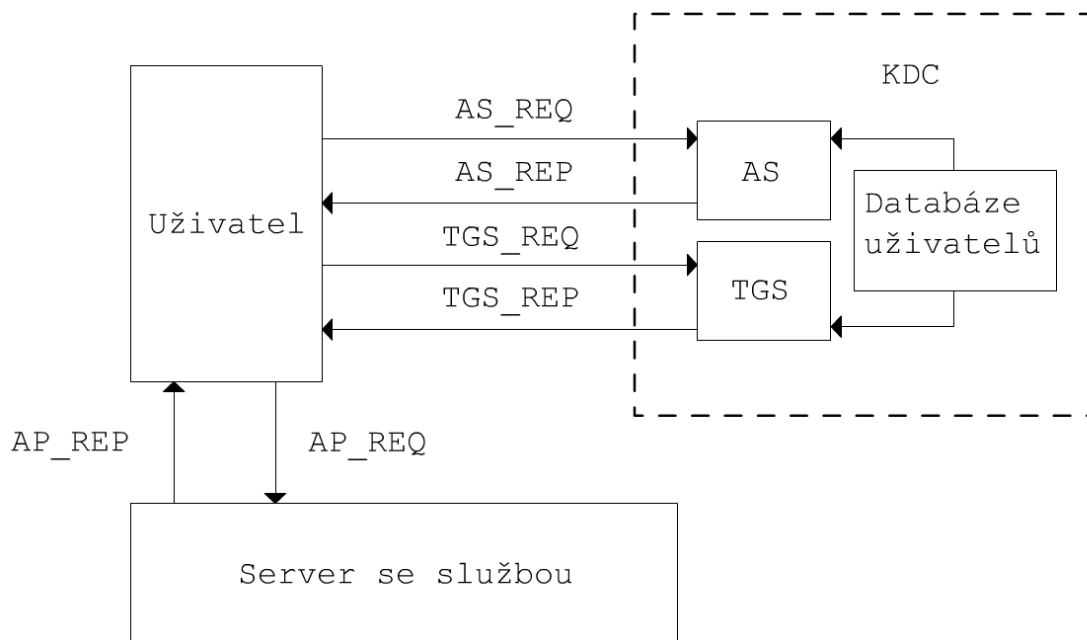 KDC
AS_REQ
AS_REP
AS
Uživatel
Databáze
uživatelů
TGS_REQ
TGS
TGS_REP
AP_REP
AP_REQ
Server se službou